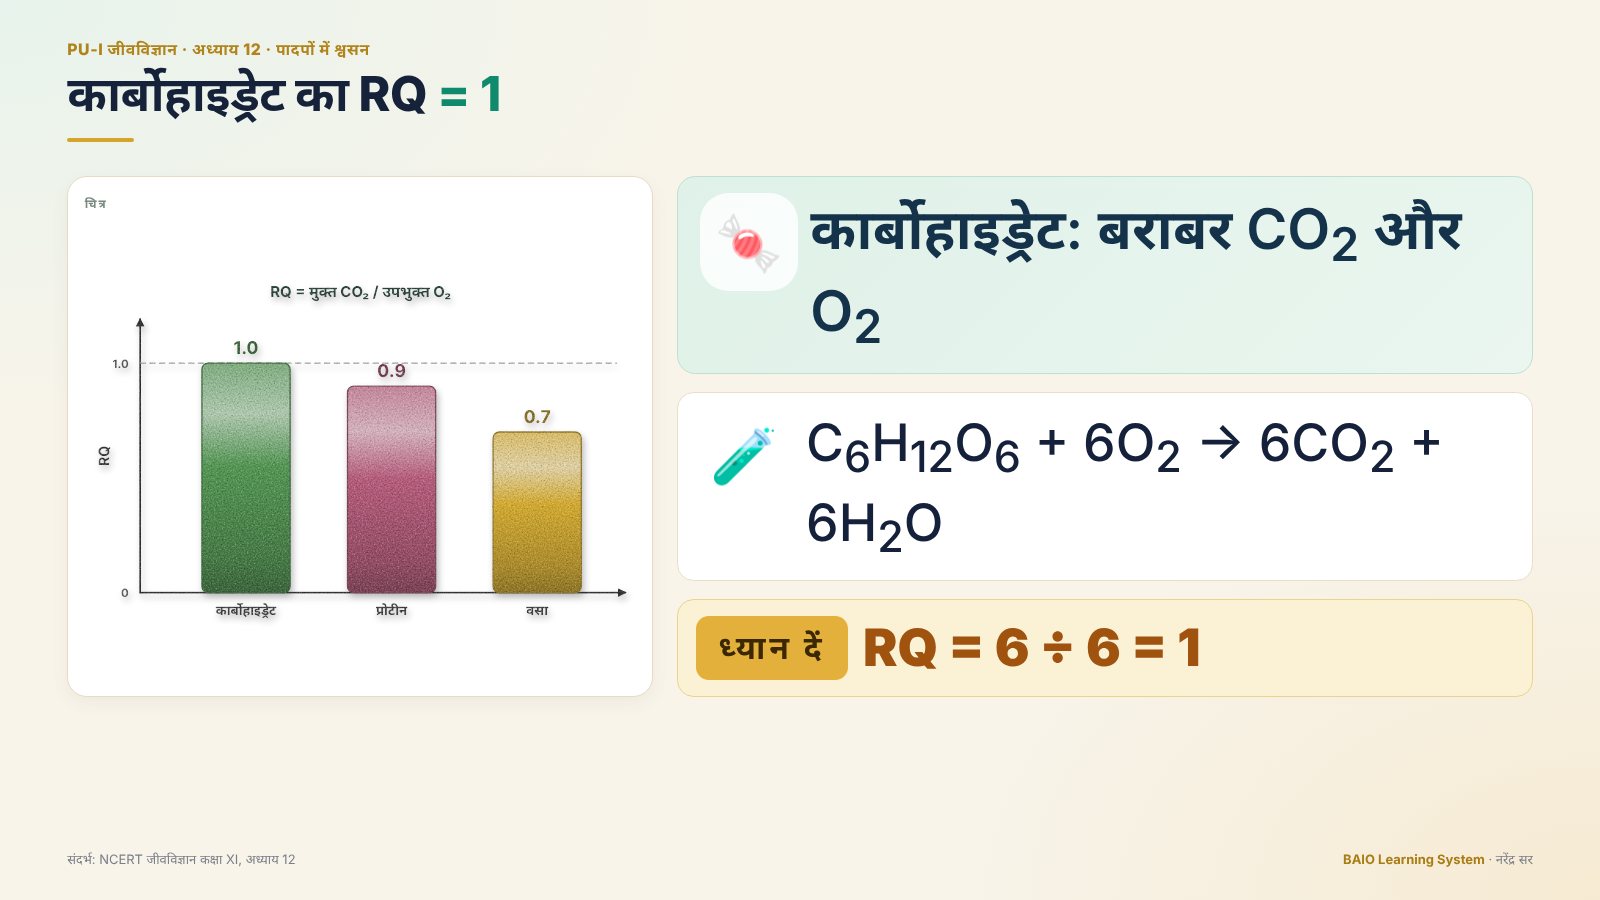 PU-I जीवविज्ञान · अध्याय 12 · पादपों में श्वसन
कार्बोहाइड्रेट का RQ = 1
चित्र
RQ = मुक्त CO₂ / उपभुक्त O₂
1.0
1.0
0.9
0.7
RQ
0
कार्बोहाइड्रेट
प्रोटीन
वसा
कार्बोहाइड्रेट: बराबर CO₂ और
O₂
C₆H₁₂O₆ + 6O₂ → 6CO₂ +
6H₂O
ध्यान दें RQ = 6 ÷ 6 = 1
संदर्भ: NCERT जीवविज्ञान कक्षा XI, अध्याय 12
BAIO Learning System · नरेंद्र सर